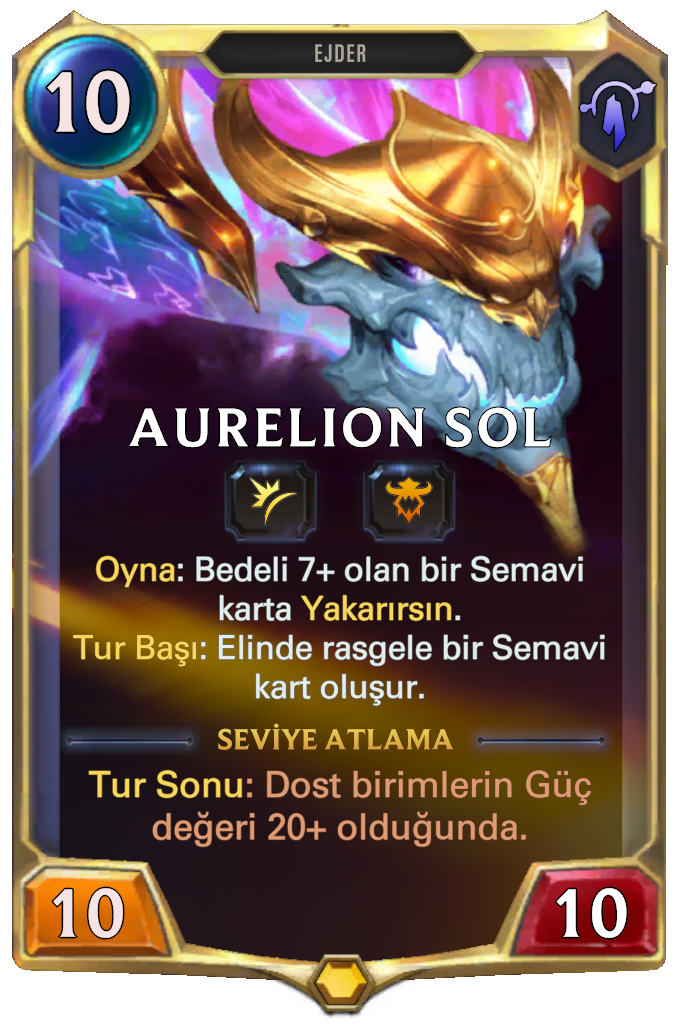 EJDER
10
AURELION SOL
Oyna: Bedeli 7+ olan bir Semavi
karta Yakarırsın.
Tur Başı: Elinde rasgele bir Semavi
kart oluşur.
SEVİYE ATLAMA
Tur Sonu: Dost birimlerin Güç
değeri 20+ olduğunda.
10
10